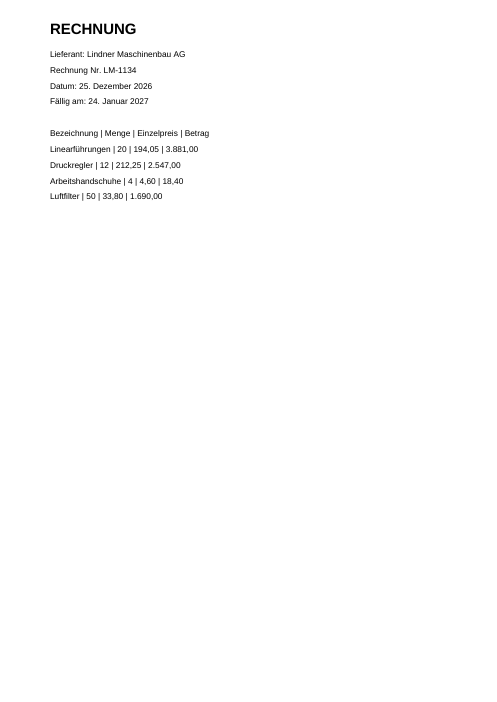 RECHNUNG
Lieferant: Lindner Maschinenbau AG
Rechnung Nr. LM-1134
Datum: 25. Dezember 2026
Fällig am: 24. Januar 2027
Bezeichnung | Menge | Einzelpreis | Betrag
Linearführungen | 20 | 194,05 | 3.881,00
Druckregler | 12 | 212,25 | 2.547,00
Arbeitshandschuhe | 4 | 4,60 | 18,40
Luftfilter | 50 | 33,80 | 1.690,00